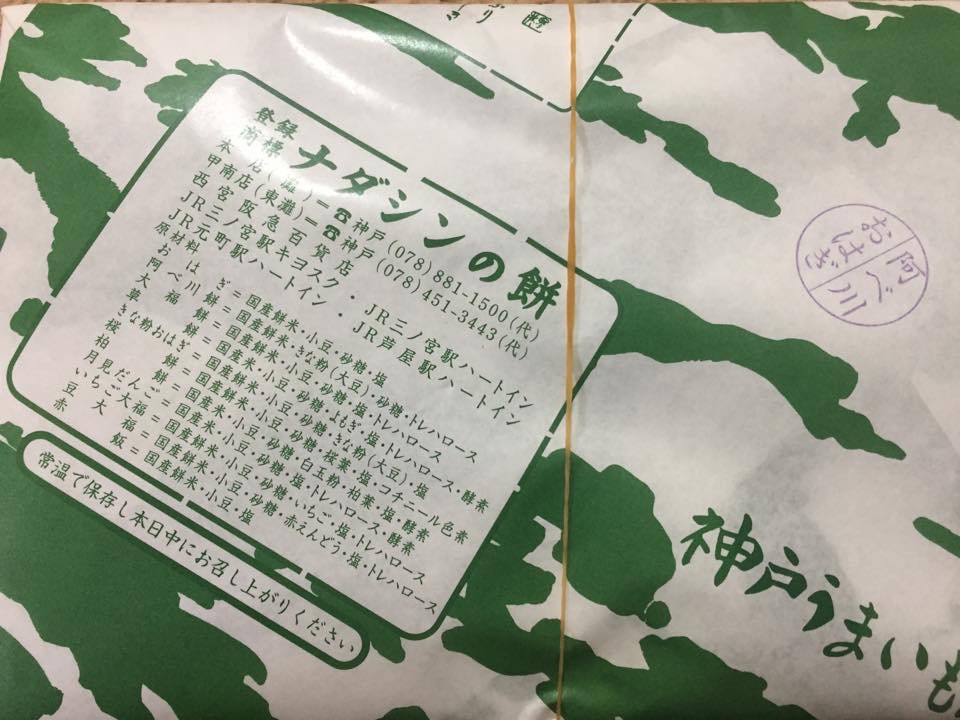 登録商標 ナダシンの餅
本店(灘)=☎神戸(078)881-1500(代)
甲南店(東灘)=☎神戸(078)451-3443(代)
西宮阪急百貨店
JR三ノ宮駅キヨスク・JR三ノ宮駅ハートイン
JR元町駅ハートイン・JR芦屋駅ハートイン
原材料
おはぎ=国産餅米・小豆・砂糖・塩
阿べ川餅=国産餅米・きな粉(大豆)・砂糖・トレハロース
大福餅=国産餅米・小豆・砂糖・塩・トレハロース
草餅=国産餅米・小豆・砂糖・よもぎ・塩・トレハロース・酵素
きな粉おはぎ=国産餅米・小豆・砂糖・きな粉(大豆)・塩
桜餅=国産餅米・小豆・砂糖・桜葉・塩・コチニール色素
柏餅=国産米・小豆・砂糖・白玉粉・柏葉・塩・酵素
月見だんご=国産米・小豆・砂糖・塩・トレハロース・酵素
いちご大福=国産餅米・小豆・砂糖・いちご・塩・トレハロース
豆大福=国産餅米・小豆・砂糖・赤えんどう・塩・トレハロース
赤飯=国産餅米・小豆・塩
常温で保存し本日中にお召し上がりください
阿べ川
おはぎ
神戸うまいも